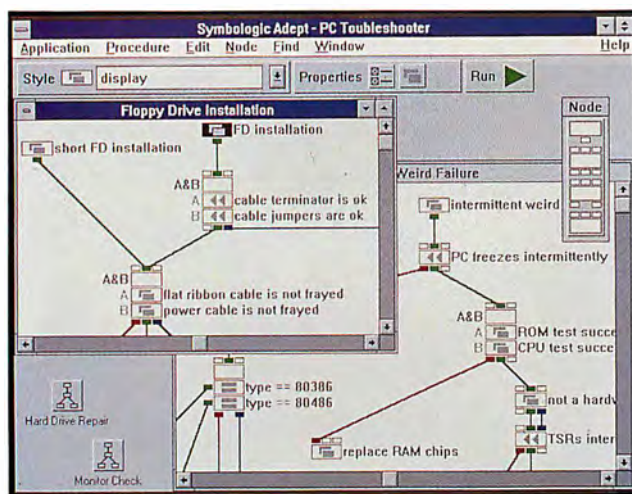 Symbologic Adept - PC Toubleshooter
Application Procedure Edit Node Find Window Help
Style display Properties Run
Floppy Drive Installation
FD installation
short FD installation
A&B
A cable terminator is ok
B cable jumpers are ok
A&B
A flat ribbon cable is not frayed
B power cable is not frayed
Node
Weird Failure
intermittent weird
PC freezes intermittently
A&B
A ROM test succe
B CPU test succe
type == 80386
type == 80486
not a hardw
replace RAM chips
TSRs inter
Hard Drive Repair
Monitor Check